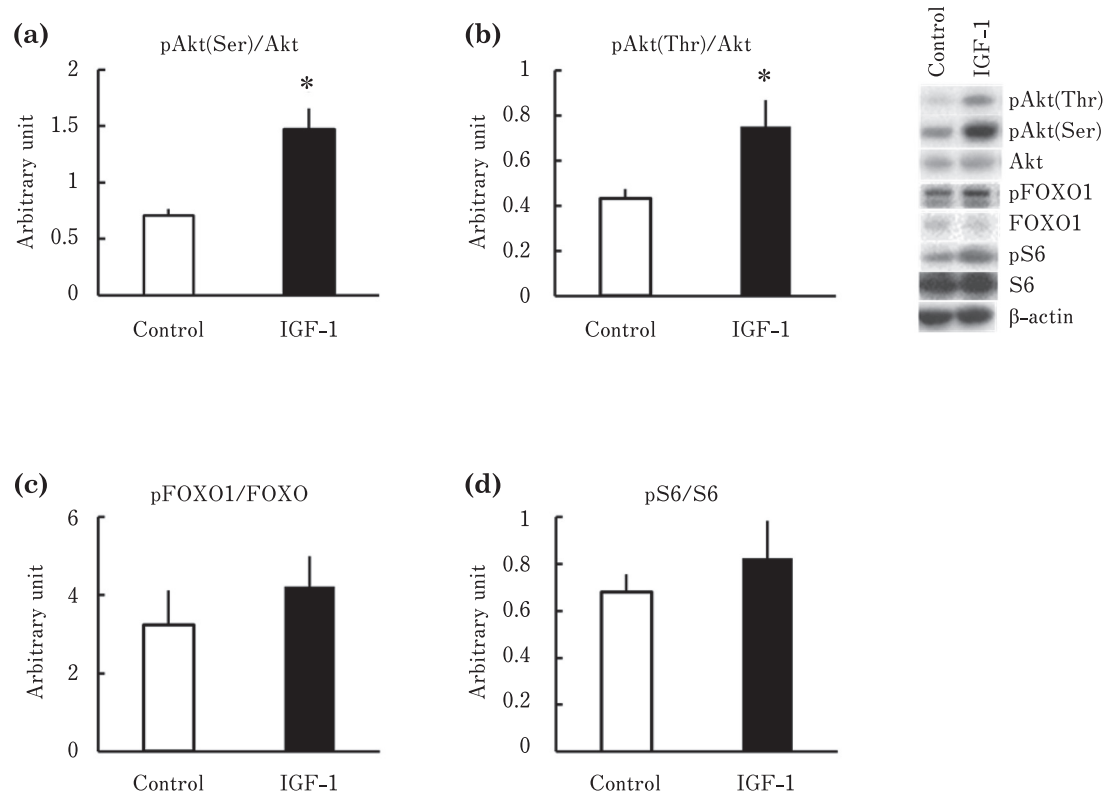 (a)
pAkt(Ser)/Akt
Arbitrary unit
2
1.5
1
0.5
0
*
Control IGF-1
(b)
pAkt(Thr)/Akt
Arbitrary unit
1
0.8
0.6
0.4
0.2
0
*
Control IGF-1
Control
IGF-1
pAkt(Thr)
pAkt(Ser)
Akt
pFOXO1
FOXO1
pS6
S6
β-actin
(c)
pFOXO1/FOXO
Arbitrary unit
6
4
2
0
Control IGF-1
(d)
pS6/S6
Arbitrary unit
1
0.8
0.6
0.4
0.2
0
Control IGF-1